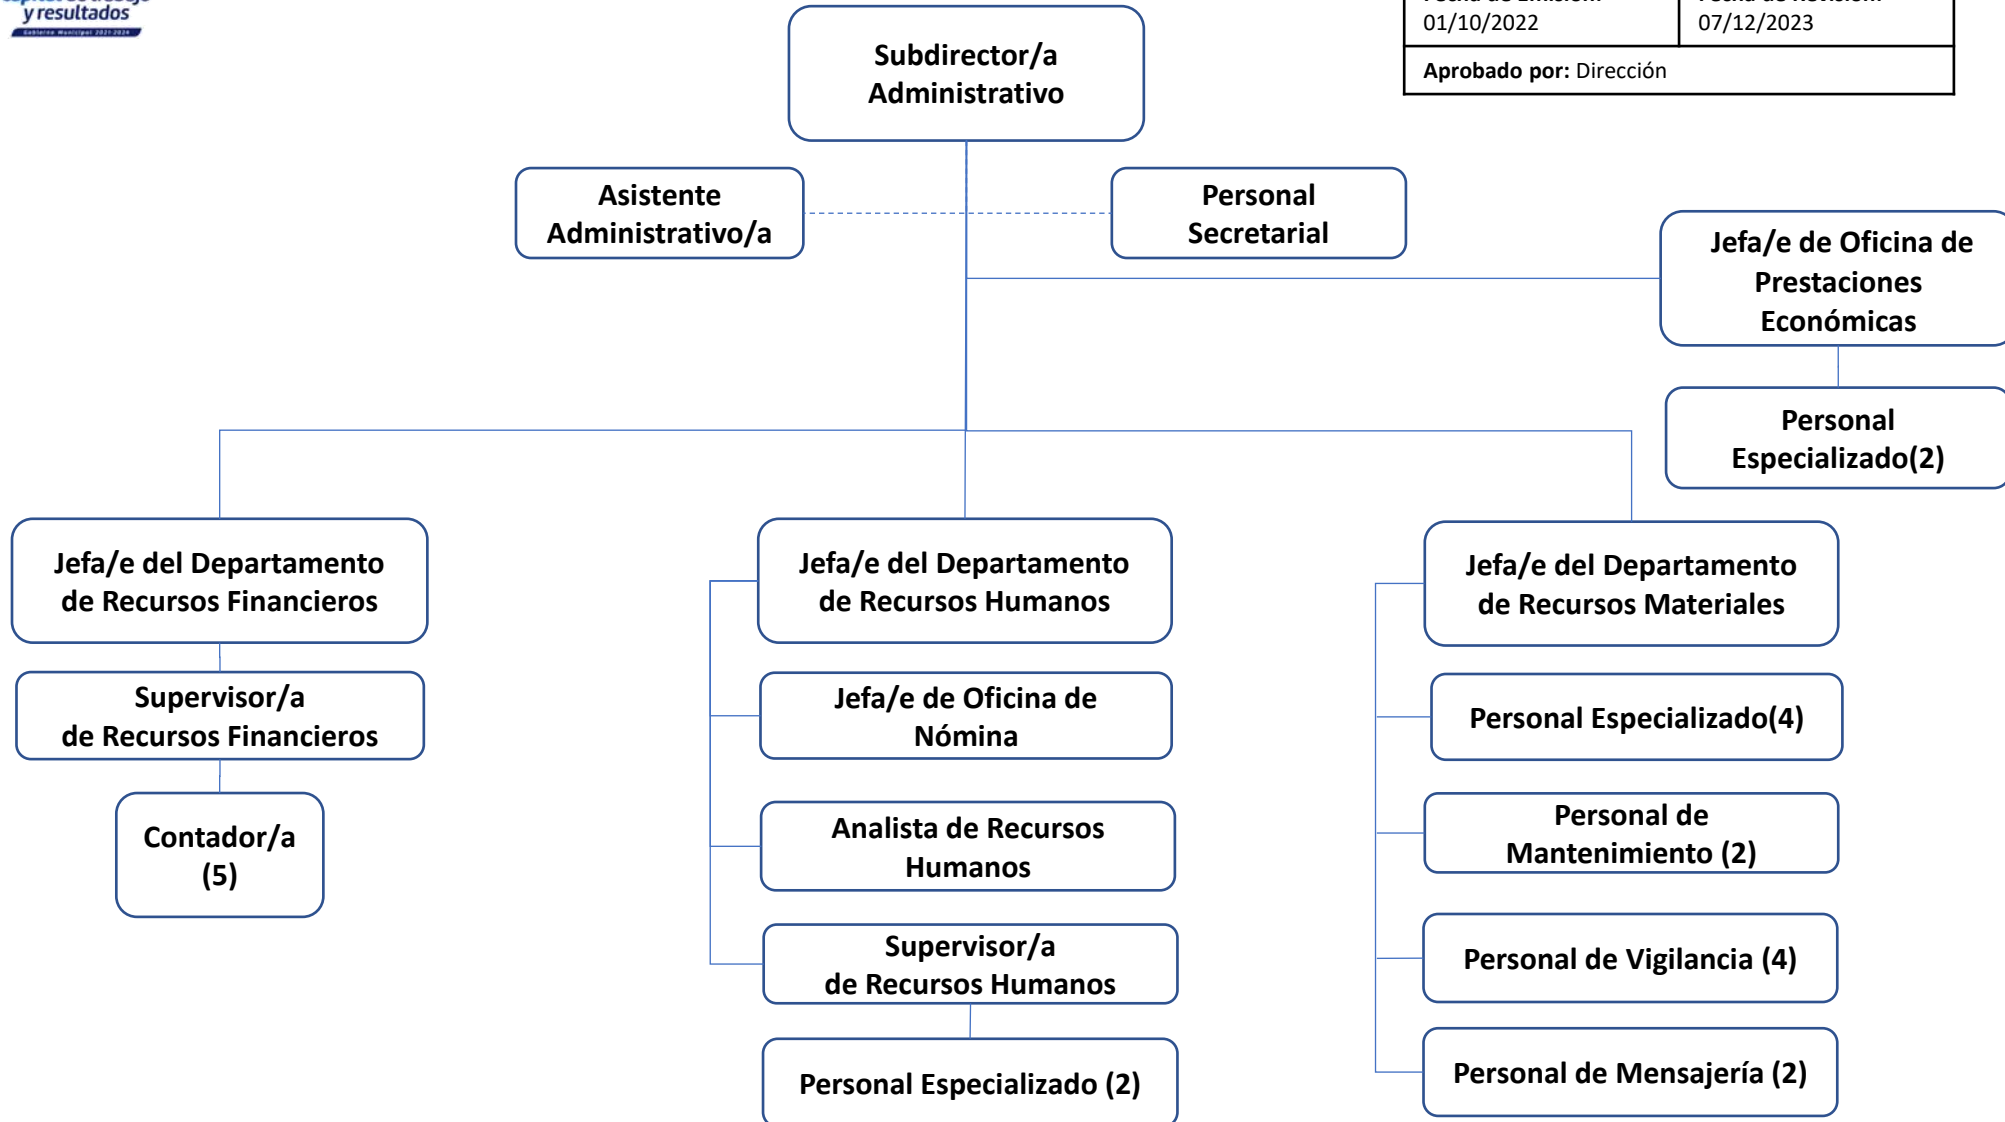 y resultados
Gobierno Municipal 2021-2024
01/10/2022
07/12/2023
Aprobado por: Dirección
Subdirector/a
Administrativo
Asistente
Administrativo/a
Personal
Secretarial
Jefa/e de Oficina de
Prestaciones
Económicas
Personal
Especializado(2)
Jefa/e del Departamento
de Recursos Financieros
Supervisor/a
de Recursos Financieros
Contador/a
(5)
Jefa/e del Departamento
de Recursos Humanos
Jefa/e de Oficina de
Nómina
Analista de Recursos
Humanos
Supervisor/a
de Recursos Humanos
Personal Especializado (2)
Jefa/e del Departamento
de Recursos Materiales
Personal Especializado(4)
Personal de
Mantenimiento (2)
Personal de Vigilancia (4)
Personal de Mensajería (2)